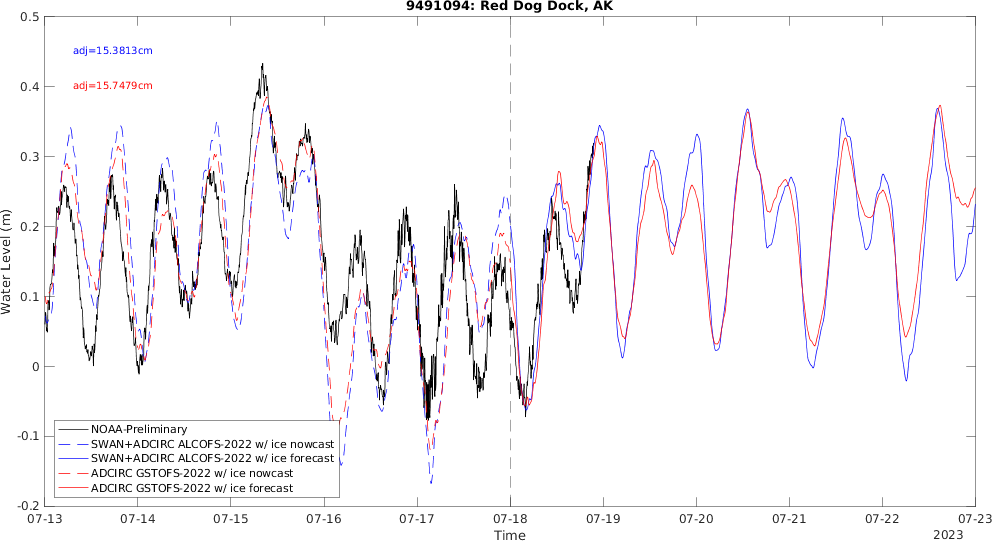 9491094: Red Dog Dock, AK
adj=15.3813cm
adj=15.7479cm
Water Level (m)
0.5
0.4
0.3
0.2
0.1
0
-0.1
-0.2
NOAA-Preliminary
SWAN+ADCIRC ALCOFS-2022 w/ ice nowcast
SWAN+ADCIRC ALCOFS-2022 w/ ice forecast
ADCIRC GSTOFS-2022 w/ ice nowcast
ADCIRC GSTOFS-2022 w/ ice forecast
07-13 07-14 07-15 07-16 07-17 07-18 07-19 07-20 07-21 07-22 07-23
Time
2023